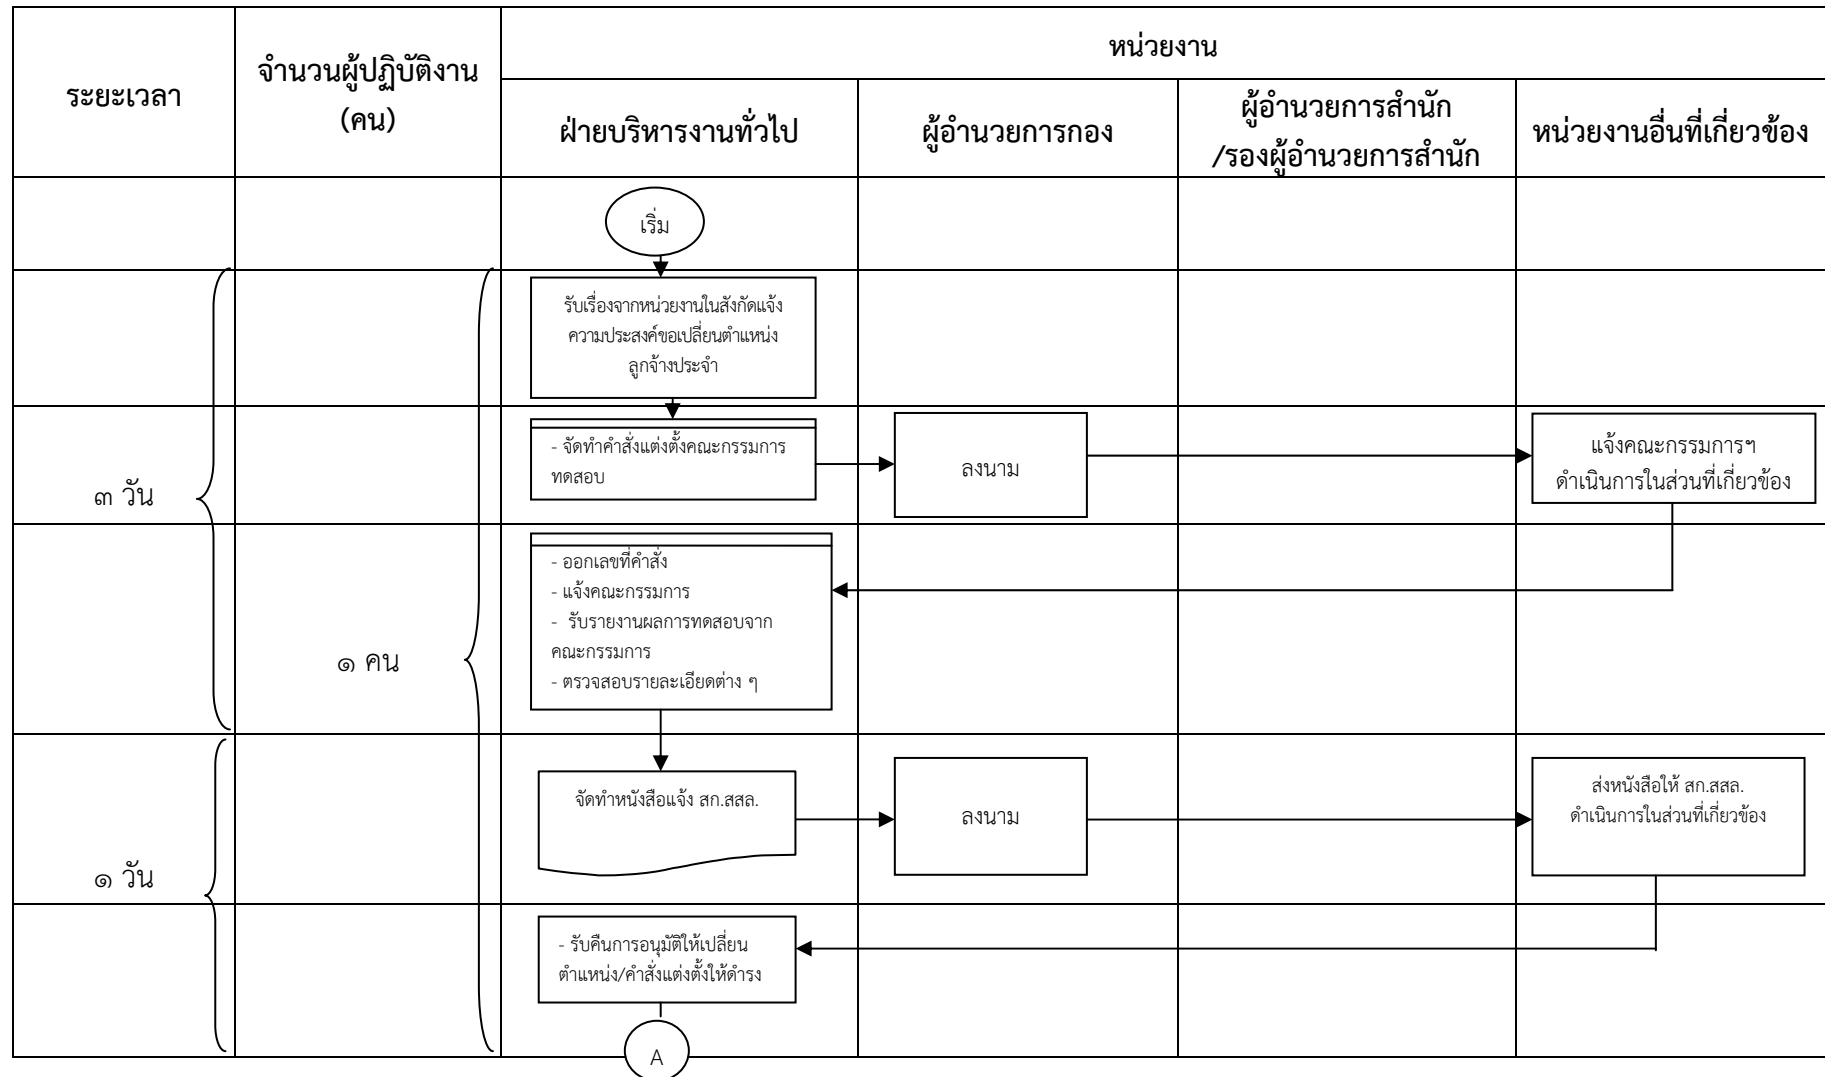 ระยะเวลา
จำนวนผู้ปฏิบัติงาน
(คน)
หน่วยงาน
ฝ่ายบริหารงานทั่วไป
ผู้อำนวยการกอง
ผู้อำนวยการสำนัก
/รองผู้อำนวยการสำนัก
หน่วยงานอื่นที่เกี่ยวข้อง
เริ่ม
รับเรื่องจากหน่วยงานในสังกัดแจ้ง
ความประสงค์ขอเปลี่ยนตำแหน่ง
ลูกจ้างประจำ
๓ วัน
- จัดทำคำสั่งแต่งตั้งคณะกรรมการ
ทดสอบ
ลงนาม
แจ้งคณะกรรมการฯ
ดำเนินการในส่วนที่เกี่ยวข้อง
๑ คน
- ออกเลขที่คำสั่ง
- แจ้งคณะกรรมการ
- รับรายงานผลการทดสอบจาก
คณะกรรมการ
- ตรวจสอบรายละเอียดต่าง ๆ
๑ วัน
จัดทำหนังสือแจ้ง สก.สสล.
ลงนาม
ส่งหนังสือให้ สก.สสล.
ดำเนินการในส่วนที่เกี่ยวข้อง
- รับคืนการอนุมัติให้เปลี่ยน
ตำแหน่ง/คำสั่งแต่งตั้งให้ดำรง
A